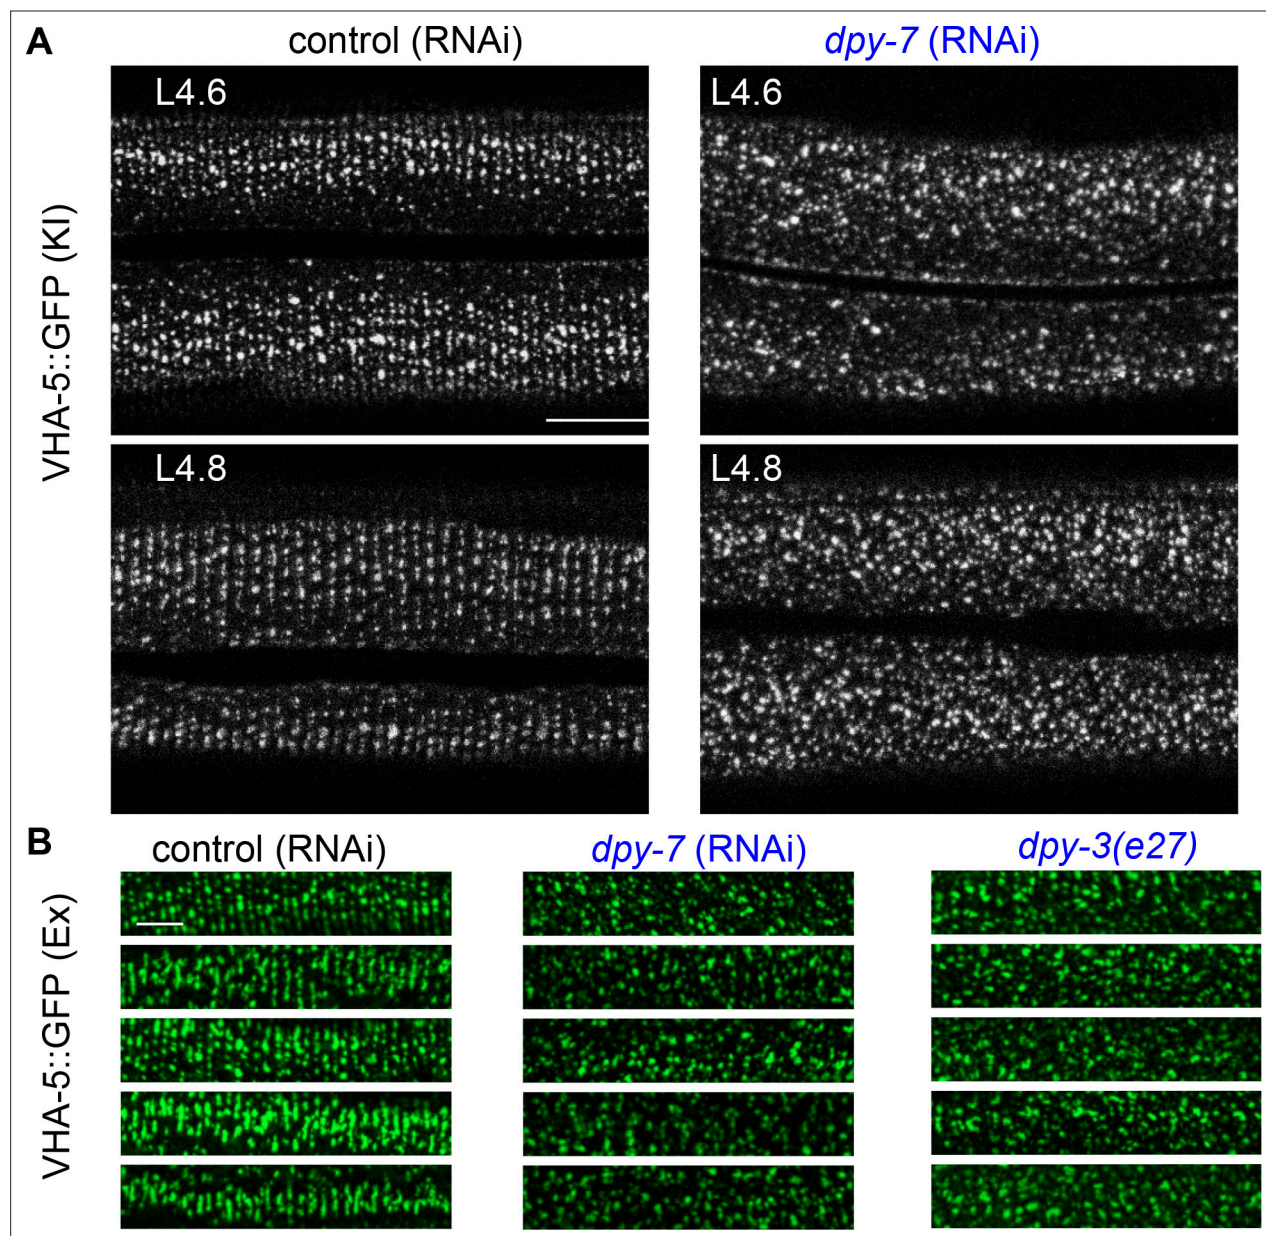 A
control (RNAi)
dpy-7 (RNAi)
VHA-5::GFP (KI)
L4.6
L4.6
L4.8
L4.8
B
control (RNAi)
dpy-7 (RNAi)
dpy-3(e27)
VHA-5::GFP (Ex)